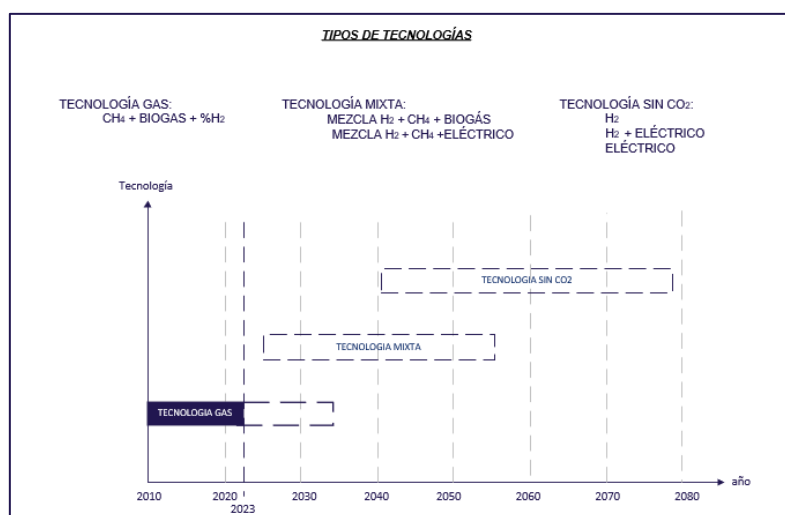 TIPOS DE TECNOLOGÍAS
TECNOLOGÍA GAS:
CH4 + BIOGAS + %H2
TECNOLOGÍA MIXTA:
MEZCLA H2 + CH4 + BIOGÁS
MEZCLA H2 + CH4 +ELÉCTRICO
TECNOLOGÍA SIN CO2:
H2
H2 + ELÉCTRICO
ELÉCTRICO
Tecnología
TECNOLOGIA SIN CO2
TECNOLOGIA MIXTA
TECNOLOGIA GAS
año
2010 2020 2030 2040 2050 2060 2070 2080
2023